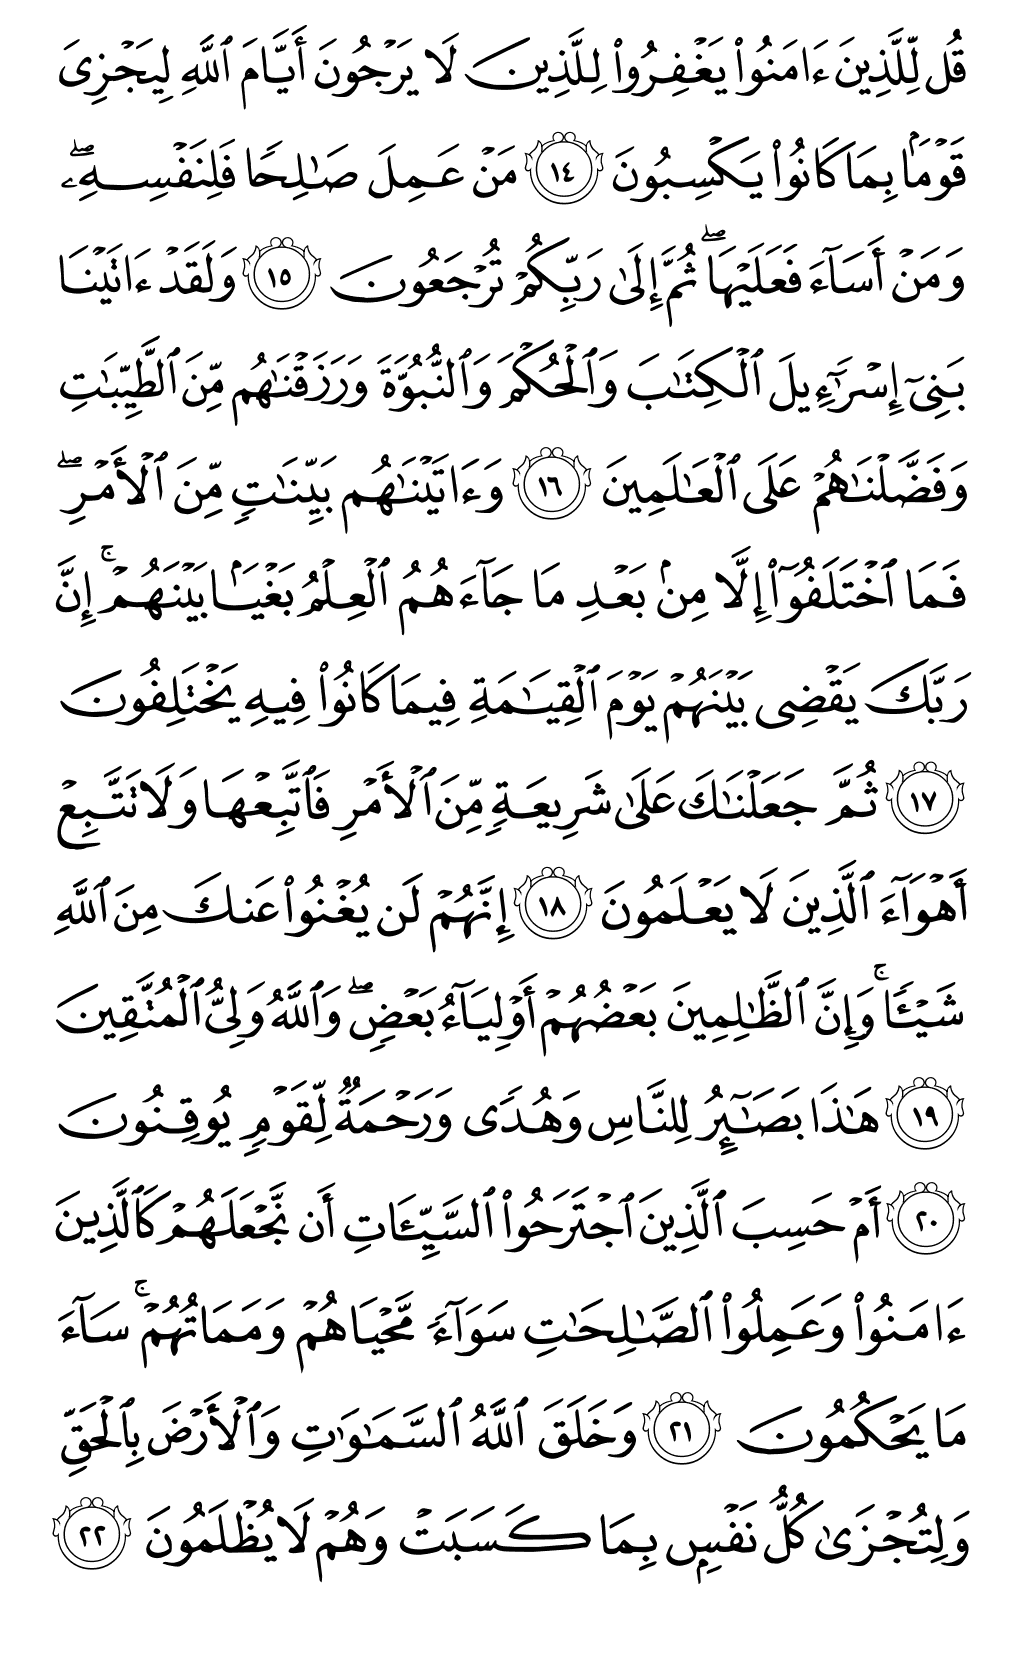 قُل لِّلَّذِينَ ءَامَنُوا۟ يَغْفِرُوا۟ لِلَّذِينَ لَا يَرْجُونَ أَيَّامَ ٱللَّهِ لِيَجْزِىَ
قَوْمًۢا بِمَا كَانُوا۟ يَكْسِبُونَ ١٤ مَنْ عَمِلَ صَـٰلِحًا فَلِنَفْسِهِۦ ۖ
وَمَنْ أَسَآءَ فَعَلَيْهَا ۖ ثُمَّ إِلَىٰ رَبِّكُمْ تُرْجَعُونَ ١٥ وَلَقَدْ ءَاتَيْنَا
بَنِىٓ إِسْرَٰٓءِيلَ ٱلْكِتَـٰبَ وَٱلْحُكْمَ وَٱلنُّبُوَّةَ وَرَزَقْنَـٰهُم مِّنَ ٱلطَّيِّبَـٰتِ
وَفَضَّلْنَـٰهُمْ عَلَى ٱلْعَـٰلَمِينَ ١٦ وَءَاتَيْنَـٰهُم بَيِّنَـٰتٍ مِّنَ ٱلْأَمْرِ ۖ
فَمَا ٱخْتَلَفُوٓا۟ إِلَّا مِنۢ بَعْدِ مَا جَآءَهُمُ ٱلْعِلْمُ بَغْيًۢا بَيْنَهُمْ ۚ إِنَّ
رَبَّكَ يَقْضِى بَيْنَهُمْ يَوْمَ ٱلْقِيَـٰمَةِ فِيمَا كَانُوا۟ فِيهِ يَخْتَلِفُونَ
١٧ ثُمَّ جَعَلْنَـٰكَ عَلَىٰ شَرِيعَةٍ مِّنَ ٱلْأَمْرِ فَٱتَّبِعْهَا وَلَا تَتَّبِعْ
أَهْوَآءَ ٱلَّذِينَ لَا يَعْلَمُونَ ١٨ إِنَّهُمْ لَن يُغْنُوا۟ عَنكَ مِنَ ٱللَّهِ
شَيْـًٔا ۚ وَإِنَّ ٱلظَّـٰلِمِينَ بَعْضُهُمْ أَوْلِيَآءُ بَعْضٍ ۖ وَٱللَّهُ وَلِىُّ ٱلْمُتَّقِينَ
١٩ هَـٰذَا بَصَـٰٓئِرُ لِلنَّاسِ وَهُدًى وَرَحْمَةٌ لِّقَوْمٍ يُوقِنُونَ
٢٠ أَمْ حَسِبَ ٱلَّذِينَ ٱجْتَرَحُوا۟ ٱلسَّيِّـَٔاتِ أَن نَّجْعَلَهُمْ كَٱلَّذِينَ
ءَامَنُوا۟ وَعَمِلُوا۟ ٱلصَّـٰلِحَـٰتِ سَوَآءً مَّحْيَاهُمْ وَمَمَاتُهُمْ ۚ سَآءَ
مَا يَحْكُمُونَ ٢١ وَخَلَقَ ٱللَّهُ ٱلسَّمَـٰوَٰتِ وَٱلْأَرْضَ بِٱلْحَقِّ
وَلِتُجْزَىٰ كُلُّ نَفْسٍۭ بِمَا كَسَبَتْ وَهُمْ لَا يُظْلَمُونَ ٢٢